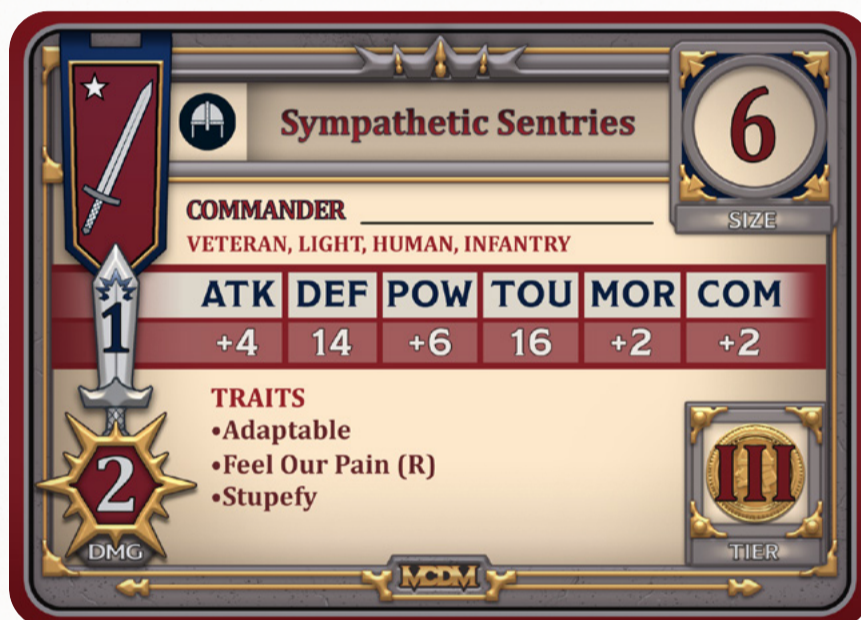 Sympathetic Sentries
6
SIZE
COMMANDER
VETERAN, LIGHT, HUMAN, INFANTRY
ATK DEF POW TOU MOR COM
1
+4 14 +6 16 +2 +2
TRAITS
•Adaptable
•Feel Our Pain (R)
•Stupefy
2
DMG
III
TIER
MCDM